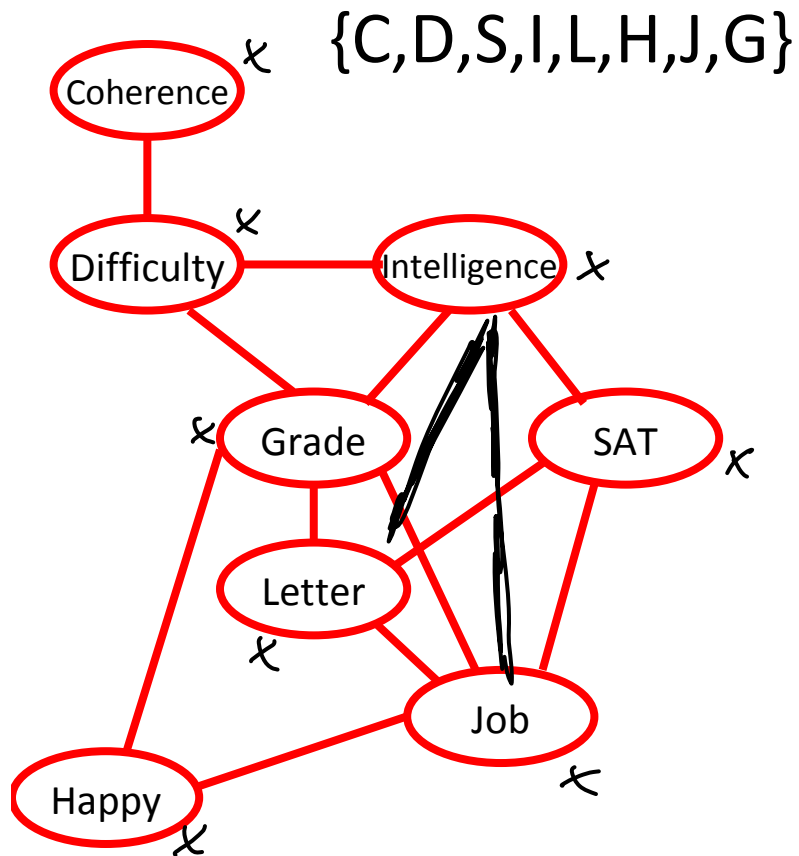 {C,D,S,I,L,H,J,G}
x
Coherence
x
Difficulty
Intelligence x
x Grade
SAT
x
Letter
x
Job
x
Happy
x